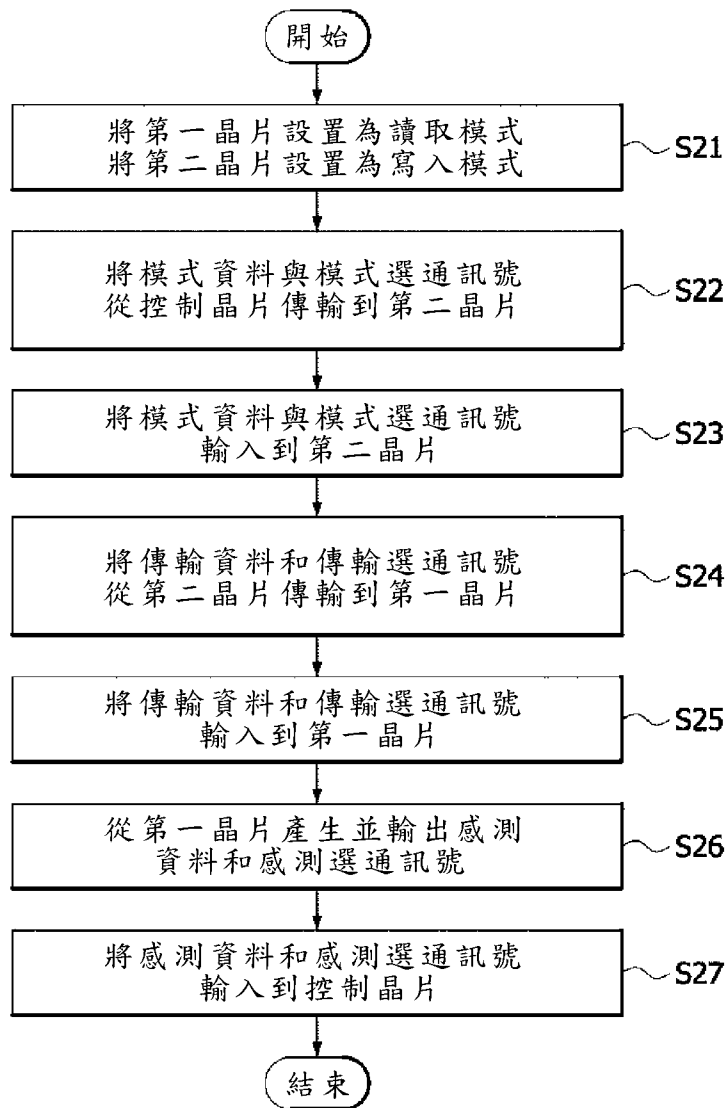 開始
將第一晶片設置為讀取模式
將第二晶片設置為寫入模式
S21
將模式資料與模式選通訊號
從控制晶片傳輸到第二晶片
S22
將模式資料與模式選通訊號
輸入到第二晶片
S23
將傳輸資料和傳輸選通訊號
從第二晶片傳輸到第一晶片
S24
將傳輸資料和傳輸選通訊號
輸入到第一晶片
S25
從第一晶片產生並輸出感測
資料和感測選通訊號
S26
將感測資料和感測選通訊號
輸入到控制晶片
S27
結束